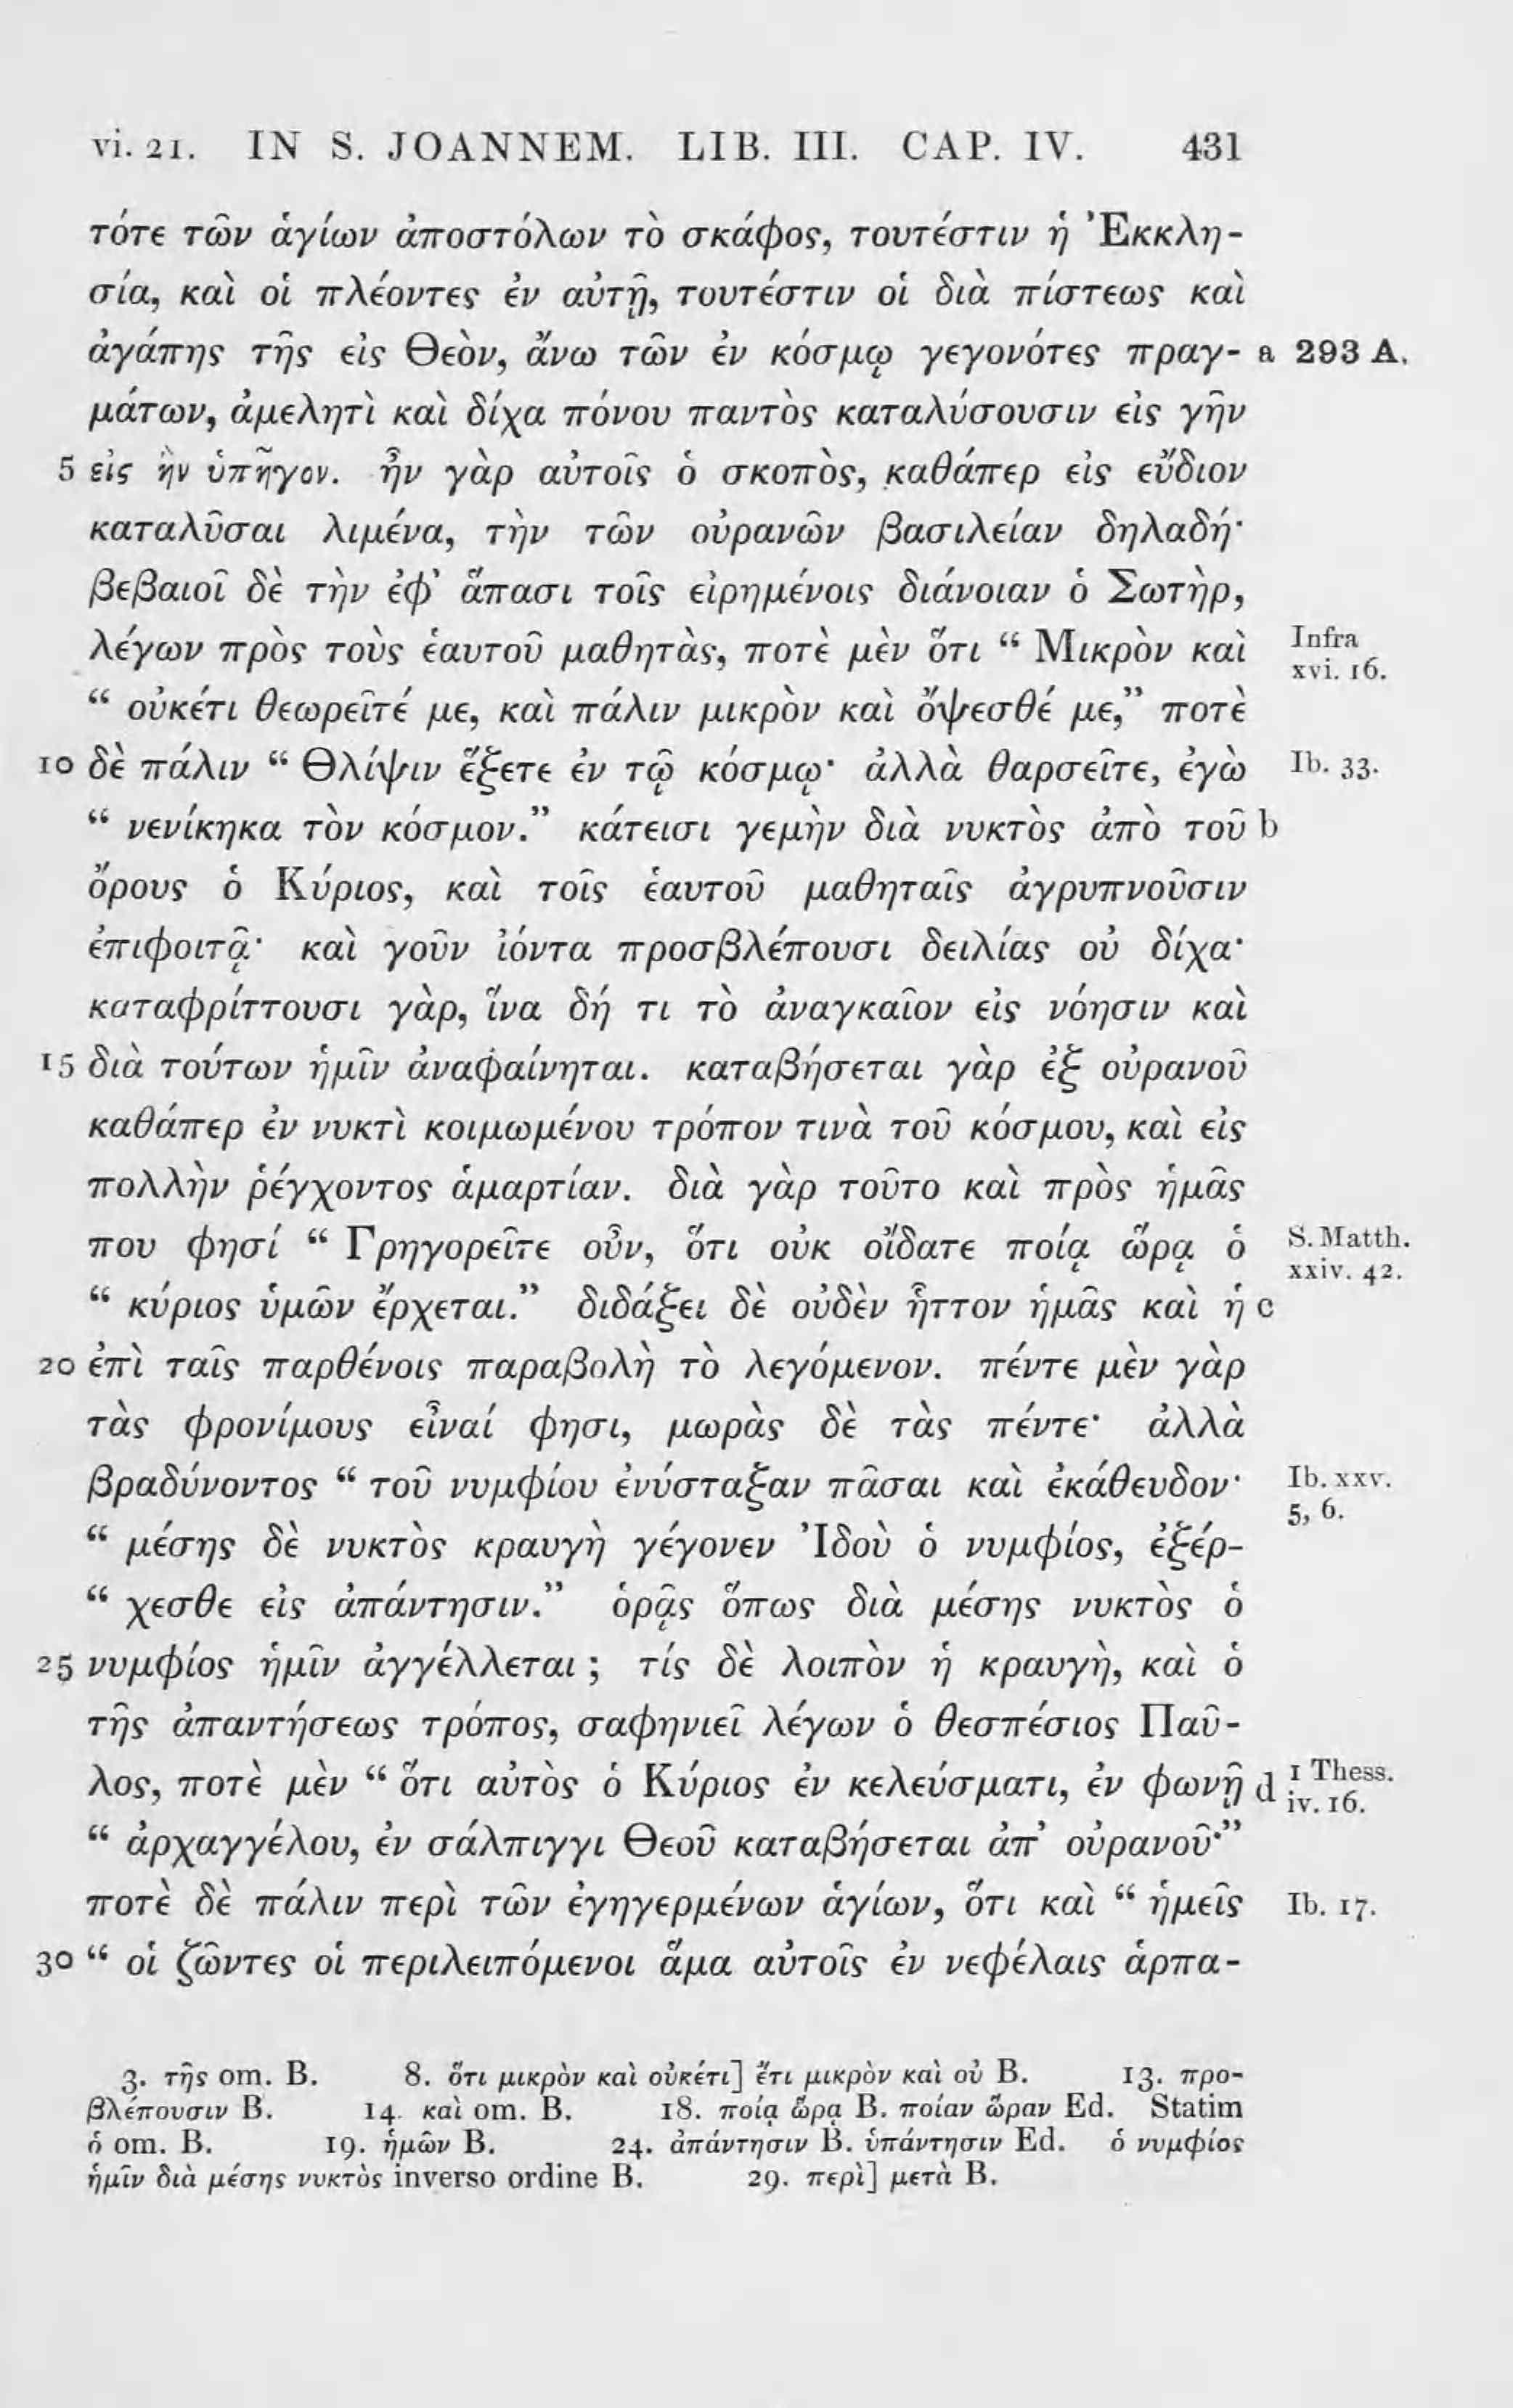 vi. 21. IN S. JOANNEM. LIB. III. CAP. IV. 431
τότε τῶν ἁγίων ἀποστόλων τὸ σκάφος, τουτέστιν ἡ Ἐκκλη-
σία, καὶ οἱ πλέοντες ἐν αὐτῇ, τουτέστιν οἱ διὰ πίστεως καὶ
ἀγάπης τῆς εἰς Θεὸν, ἄνω τῶν ἐν κόσμῳ γεγονότες πραγ- a 293 A.
μάτων, ἀμελητὶ καὶ δίχα πόνου παντὸς καταλύσουσιν εἰς γῆν
5 εἰς ἣν ὑπῆγον. ἦν γὰρ αὐτοῖς ὁ σκοπὸς, καθάπερ εἰς εὔδιον
καταλῦσαι λιμένα, τὴν τῶν οὐρανῶν βασιλείαν δηλαδή·
βεβαιοῖ δὲ τὴν ἐφ᾽ ἅπασι τοῖς εἰρημένοις διάνοιαν ὁ Σωτὴρ,
λέγων πρὸς τοὺς ἑαυτοῦ μαθητὰς, ποτὲ μὲν ὅτι “ Μικρὸν καὶ Infra xvi. 16.
“ οὐκέτι θεωρεῖτέ με, καὶ πάλιν μικρὸν καὶ ὄψεσθέ με,” ποτὲ
10 δὲ πάλιν “ Θλίψιν ἕξετε ἐν τῷ κόσμῳ· ἀλλὰ θαρσεῖτε, ἐγὼ Ib. 33.
“ νενίκηκα τὸν κόσμον.” κάτεισι γεμὴν διὰ νυκτὸς ἀπὸ τοῦ b
ὄρους ὁ Κύριος, καὶ τοῖς ἑαυτοῦ μαθηταῖς ἀγρυπνοῦσιν
ἐπιφοιτᾷ· καὶ γοῦν ἰόντα προσβλέπουσι δειλίας οὐ δίχα·
καταφρίττουσι γὰρ, ἵνα δή τι τὸ ἀναγκαῖον εἰς νόησιν καὶ
15 διὰ τούτων ἡμῖν ἀναφαίνηται. καταβήσεται γὰρ ἐξ οὐρανοῦ
καθάπερ ἐν νυκτὶ κοιμωμένου τρόπον τινὰ τοῦ κόσμου, καὶ εἰς
πολλὴν ῥέγχοντος ἁμαρτίαν. διὰ γὰρ τοῦτο καὶ πρὸς ἡμᾶς
που φησί “ Γρηγορεῖτε οὖν, ὅτι οὐκ οἴδατε ποίᾳ ὥρᾳ ὁ S. Matth. xxiv. 42.
“ κύριος ὑμῶν ἔρχεται.” διδάξει δὲ οὐδὲν ἧττον ἡμᾶς καὶ ἡ c
20 ἐπὶ ταῖς παρθένοις παραβολὴ τὸ λεγόμενον. πέντε μὲν γὰρ
τὰς φρονίμους εἶναί φησι, μωρὰς δὲ τὰς πέντε· ἀλλὰ
βραδύνοντος “ τοῦ νυμφίου ἐνύσταξαν πᾶσαι καὶ ἐκάθευδον· Ib. xxv. 5, 6.
“ μέσης δὲ νυκτὸς κραυγὴ γέγονεν Ἰδοὺ ὁ νυμφίος, ἐξέρ-
“ χεσθε εἰς ἀπάντησιν.” ὁρᾷς ὅπως διὰ μέσης νυκτὸς ὁ
25 νυμφίος ἡμῖν ἀγγέλλεται ; τίς δὲ λοιπὸν ἡ κραυγὴ, καὶ ὁ
τῆς ἀπαντήσεως τρόπος, σαφηνιεῖ λέγων ὁ θεσπέσιος Παῦ-
λος, ποτὲ μὲν “ ὅτι αὐτὸς ὁ Κύριος ἐν κελεύσματι, ἐν φωνῇ d 1 Thess. iv. 16.
“ ἀρχαγγέλου, ἐν σάλπιγγι Θεοῦ καταβήσεται ἀπ᾽ οὐρανοῦ·”
ποτὲ δὲ πάλιν περὶ τῶν ἐγηγερμένων ἁγίων, ὅτι καὶ “ ἡμεῖς Ib. 17.
30 “ οἱ ζῶντες οἱ περιλειπόμενοι ἅμα αὐτοῖς ἐν νεφέλαις ἁρπα-
3. τῆς om. B. 8. ὅτι μικρὸν καὶ οὐκέτι] ἔτι μικρὸν καὶ οὐ B. 13. προ-
βλέπουσιν B. 14. καὶ om. B. 18. ποίᾳ ὥρᾳ B. ποίαν ὥραν Ed. Statim
ὁ om. B. 19. ἡμῶν B. 24. ἀπάντησιν B. ὑπάντησιν Ed. ὁ νυμφίος
ἡμῖν διὰ μέσης νυκτὸς inverso ordine B. 29. περὶ] μετὰ B.